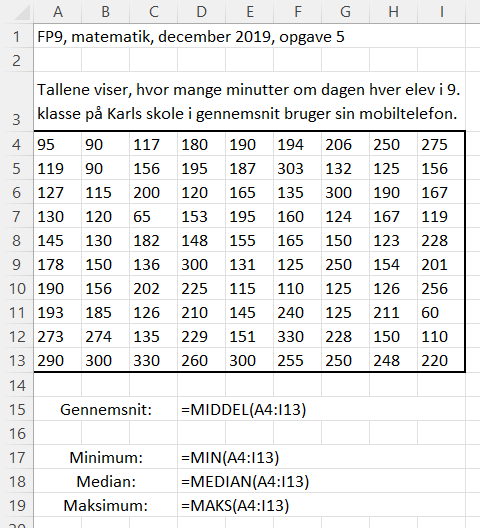 A B C D E F G H I
1 FP9, matematik, december 2019, opgave 5
2
Tallene viser, hvor mange minutter om dagen hver elev i 9.
3 klasse på Karls skole i gennemsnit bruger sin mobiltelefon.
4 95 90 117 180 190 194 206 250 275
5 119 90 156 195 187 303 132 125 156
6 127 115 200 120 165 135 300 190 167
7 130 120 65 153 195 160 124 167 119
8 145 130 182 148 155 165 150 123 228
9 178 150 136 300 131 125 250 154 201
10 190 156 202 225 115 110 125 126 256
11 193 185 126 210 145 240 125 211 60
12 273 274 135 229 151 330 228 150 110
13 290 300 330 260 300 255 250 248 220
14
15 Gennemsnit: =MIDDEL(A4:I13)
16
17 Minimum: =MIN(A4:I13)
18 Median: =MEDIAN(A4:I13)
19 Maksimum: =MAKS(A4:I13)